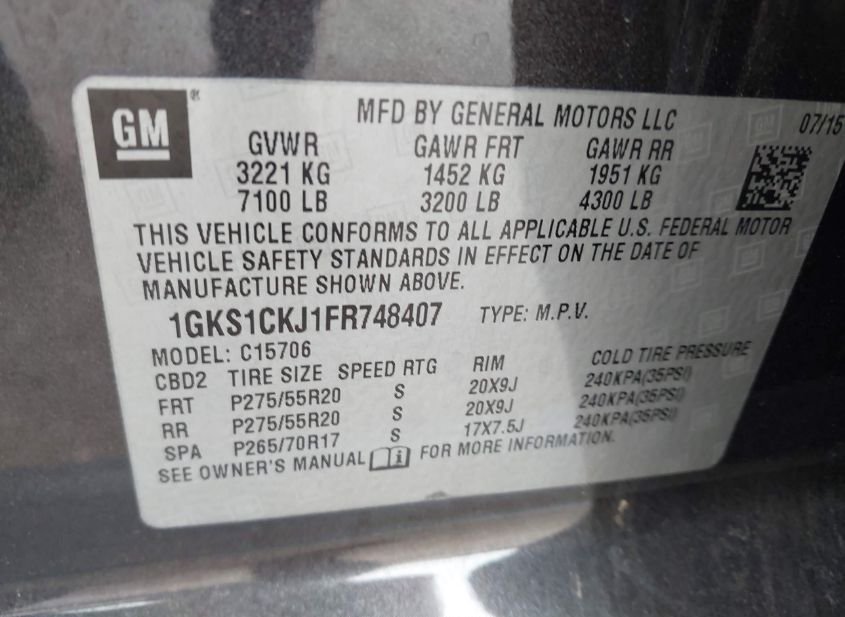 GM ® MFD BY GENERAL MOTORS LLC 07/15
GVWR GAWR FRT GAWR RR
3221 KG 1452 KG 1951 KG
7100 LB 3200 LB 4300 LB
THIS VEHICLE CONFORMS TO ALL APPLICABLE U.S. FEDERAL MOTOR
VEHICLE SAFETY STANDARDS IN EFFECT ON THE DATE OF
MANUFACTURE SHOWN ABOVE.
1GKS1CKJ1FR748407 TYPE: M.P.V.
MODEL: C15706
CBD2 TIRE SIZE SPEED RTG RIM COLD TIRE PRESSURE
FRT P275/55R20 S 20X9J 240KPA(35PSI)
RR P275/55R20 S 20X9J 240KPA(35PSI)
SPA P265/70R17 S 17X7.5J 240KPA(35PSI)
SEE OWNER'S MANUAL i FOR MORE INFORMATION.